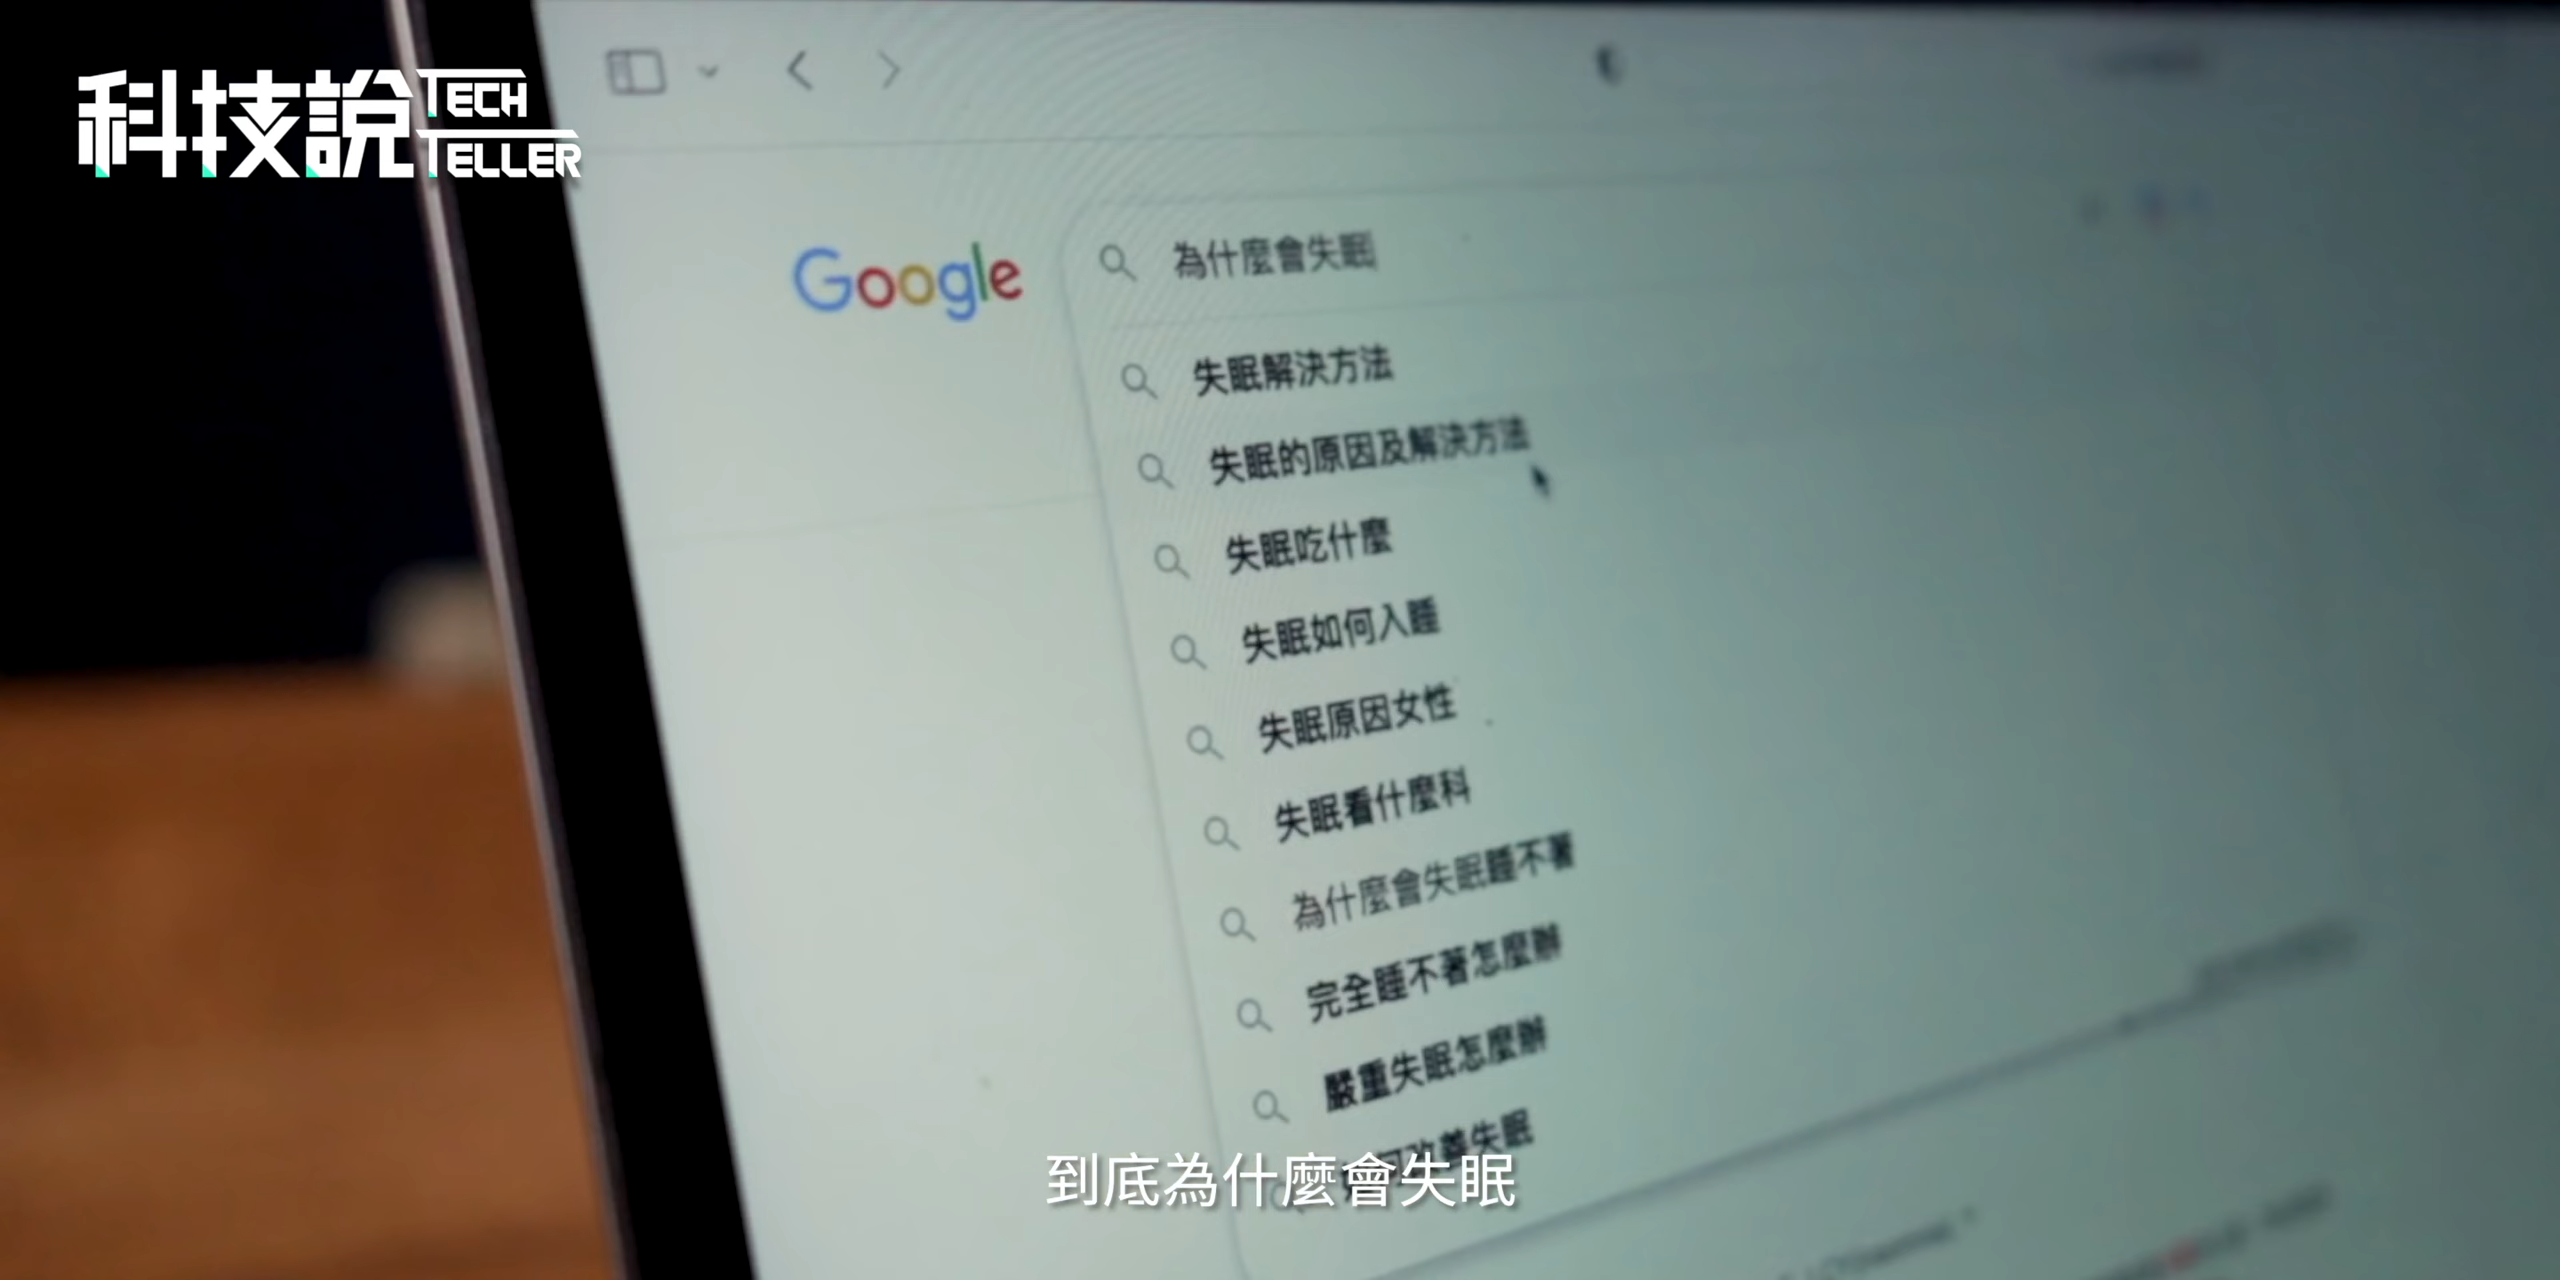 科技說 TECH TELLER
Google
為什麼會失眠
失眠解決方法
失眠的原因及解決方法
失眠吃什麼
失眠如何入睡
失眠原因女性
失眠看什麼科
為什麼會失眠睡不著
完全睡不著怎麼辦
嚴重失眠怎麼辦
改善失眠
到底為什麼會失眠